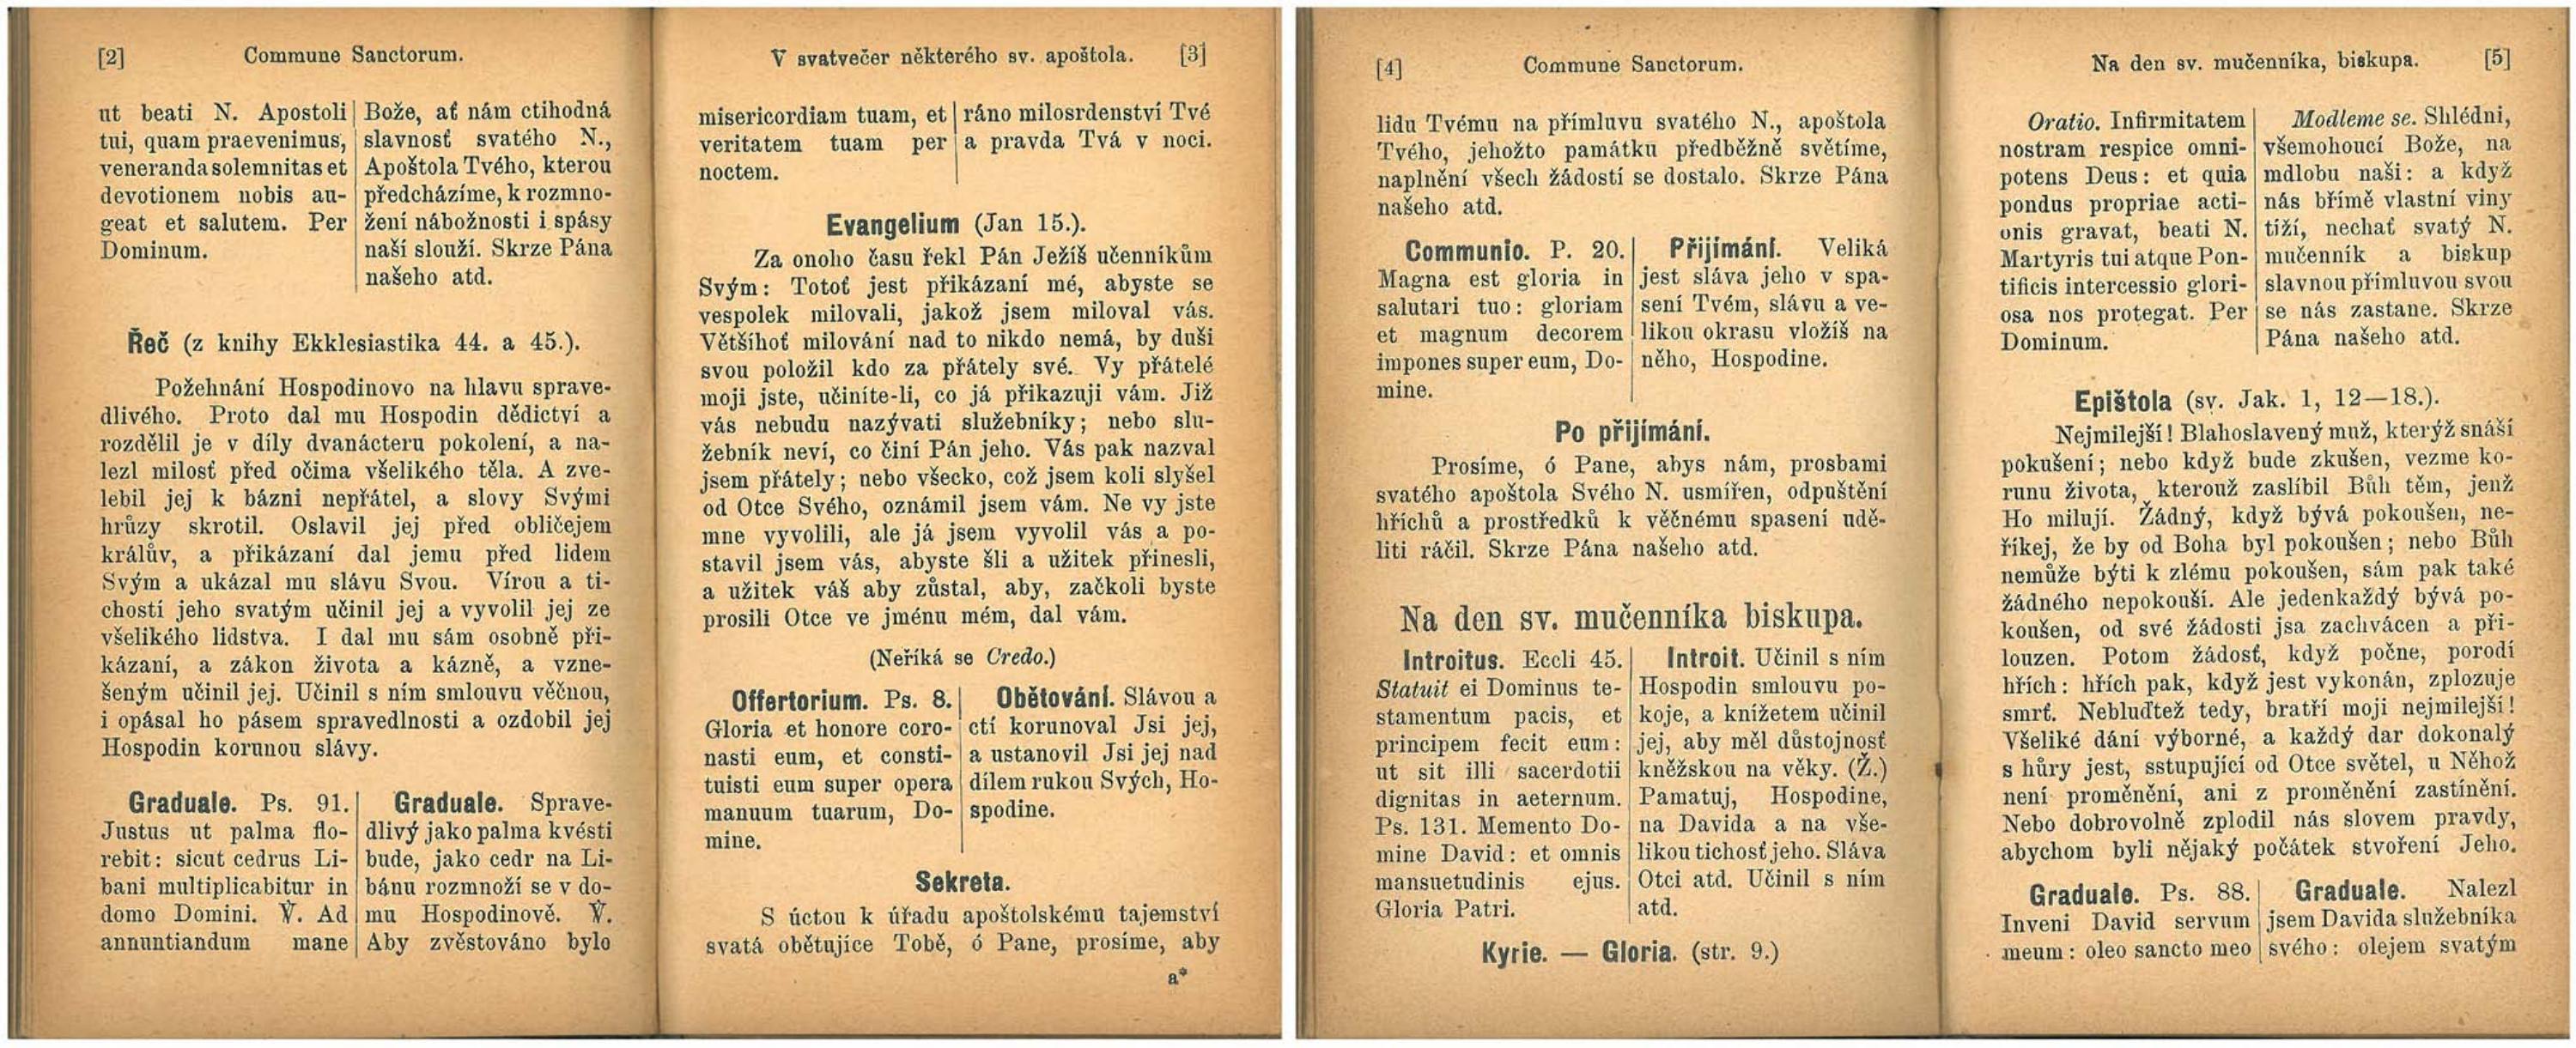 [2] Commune Sanctorum.
ut beati N. Apostoli
tui, quam praevenimus,
veneranda solemnitas et
devotionem nobis au-
geat et salutem. Per
Dominum.
Bože, ať nám ctihodná
slavnosť svatého N.,
Apoštola Tvého, kterou
předcházíme, k rozmno-
žení nábožnosti i spásy
naší slouží. Skrze Pána
našeho atd.
Řeč (z knihy Ekklesiastika 44. a 45.).
Požehnání Hospodinovo na hlavu sprave-
dlivého. Proto dal mu Hospodin dědictví a
rozdělil je v díly dvanácteru pokolení, a na-
lezl milosť před očima všelikého těla. A zve-
lebil jej k bázni nepřátel, a slovy Svými
hrůzy skrotil. Oslavil jej před obličejem
králův, a přikázaní dal jemu před lidem
Svým a ukázal mu slávu Svou. Vírou a ti-
chostí jeho svatým učinil jej a vyvolil jej ze
všelikého lidstva. I dal mu sám osobně při-
kázaní, a zákon života a kázně, a vzne-
šeným učinil jej. Učinil s ním smlouvu věčnou,
i opásal ho pásem spravedlnosti a ozdobil jej
Hospodin korunou slávy.
Graduale. Ps. 91.
Justus ut palma flo-
rebit: sicut cedrus Li-
bani multiplicabitur in
domo Domini. ℣. Ad
annuntiandum mane
Graduale. Sprave-
dlivý jako palma kvésti
bude, jako cedr na Li-
bánu rozmnoží se v do-
mu Hospodinově. ℣.
Aby zvěstováno bylo
V svatvečer některého sv. apoštola. [3]
misericordiam tuam, et
veritatem tuam per
noctem.
ráno milosrdenství Tvé
a pravda Tvá v noci.
Evangelium (Jan 15.).
Za onoho času řekl Pán Ježíš učenníkům
Svým: Totoť jest přikázaní mé, abyste se
vespolek milovali, jakož jsem miloval vás.
Většíhoť milování nad to nikdo nemá, by duši
svou položil kdo za přátely své. Vy přátelé
moji jste, učiníte-li, co já přikazuji vám. Již
vás nebudu nazývati služebníky; nebo slu-
žebník neví, co činí Pán jeho. Vás pak nazval
jsem přátely; nebo všecko, což jsem koli slyšel
od Otce Svého, oznámil jsem vám. Ne vy jste
mne vyvolili, ale já jsem vyvolil vás a po-
stavil jsem vás, abyste šli a užitek přinesli,
a užitek váš aby zůstal, aby, začkoli byste
prosili Otce ve jménu mém, dal vám.
(Neříká se Credo.)
Offertorium. Ps. 8.
Gloria et honore coro-
nasti eum, et consti-
tuisti eum super opera
manuum tuarum, Do-
mine.
Obětování. Slávou a
ctí korunoval Jsi jej,
a ustanovil Jsi jej nad
dílem rukou Svých, Ho-
spodine.
Sekreta.
S úctou k úřadu apoštolskému tajemství
svatá obětujíce Tobě, ó Pane, prosíme, aby
a*
[4] Commune Sanctorum.
lidu Tvému na přímluvu svatého N., apoštola
Tvého, jehožto památku předběžně světíme,
naplnění všech žádostí se dostalo. Skrze Pána
našeho atd.
Communio. P. 20.
Magna est gloria in
salutari tuo: gloriam
et magnum decorem
impones super eum, Do-
mine.
Přijímání. Veliká
jest sláva jeho v spa-
sení Tvém, slávu a ve-
likou okrasu vložíš na
něho, Hospodine.
Po přijímání.
Prosíme, ó Pane, abys nám, prosbami
svatého apoštola Svého N. usmířen, odpuštění
hříchů a prostředků k věčnému spasení udě-
liti ráčil. Skrze Pána našeho atd.
Na den sv. mučenníka biskupa.
Introitus. Eccli 45.
Statuit ei Dominus te-
stamentum pacis, et
principem fecit eum:
ut sit illi sacerdotii
dignitas in aeternum.
Ps. 131. Memento Do-
mine David: et omnis
mansuetudinis ejus.
Gloria Patri.
Introit. Učinil s ním
Hospodin smlouvu po-
koje, a knížetem učinil
jej, aby měl důstojnosť
kněžskou na věky. (Ž.)
Pamatuj, Hospodine,
na Davida a na vše-
likou tichosť jeho. Sláva
Otci atd. Učinil s ním
atd.
Kyrie. — Gloria. (str. 9.)
Na den sv. mučenníka, biskupa. [5]
Oratio. Infirmitatem
nostram respice omni-
potens Deus: et quia
pondus propriae acti-
onis gravat, beati N.
Martyris tui atque Pon-
tificis intercessio glori-
osa nos protegat. Per
Dominum.
Modleme se. Shlédni,
všemohoucí Bože, na
mdlobu naši: a když
nás břímě vlastní viny
tíží, nechať svatý N.
mučenník a biskup
slavnou přímluvou svou
se nás zastane. Skrze
Pána našeho atd.
Epištola (sv. Jak. 1, 12—18.).
Nejmilejší! Blahoslavený muž, kterýž snáší
pokušení; nebo když bude zkušen, vezme ko-
runu života, kterouž zaslíbil Bůh těm, jenž
Ho milují. Žádný, když bývá pokoušen, ne-
říkej, že by od Boha byl pokoušen; nebo Bůh
nemůže býti k zlému pokoušen, sám pak také
žádného nepokouší. Ale jedenkaždý bývá po-
koušen, od své žádosti jsa zachvácen a při-
louzen. Potom žádosť, když počne, porodí
hřích: hřích pak, když jest vykonán, zplozuje
smrť. Nebluďtež tedy, bratří moji nejmilejší!
Všeliké dání výborné, a každý dar dokonalý
s hůry jest, sstupující od Otce světel, u Něhož
není proměnění, ani z proměnění zastínění.
Nebo dobrovolně zplodil nás slovem pravdy,
abychom byli nějaký počátek stvoření Jeho.
Graduale. Ps. 88.
Inveni David servum
meum: oleo sancto meo
Graduale. Nalezl
jsem Davida služebníka
svého: olejem svatým